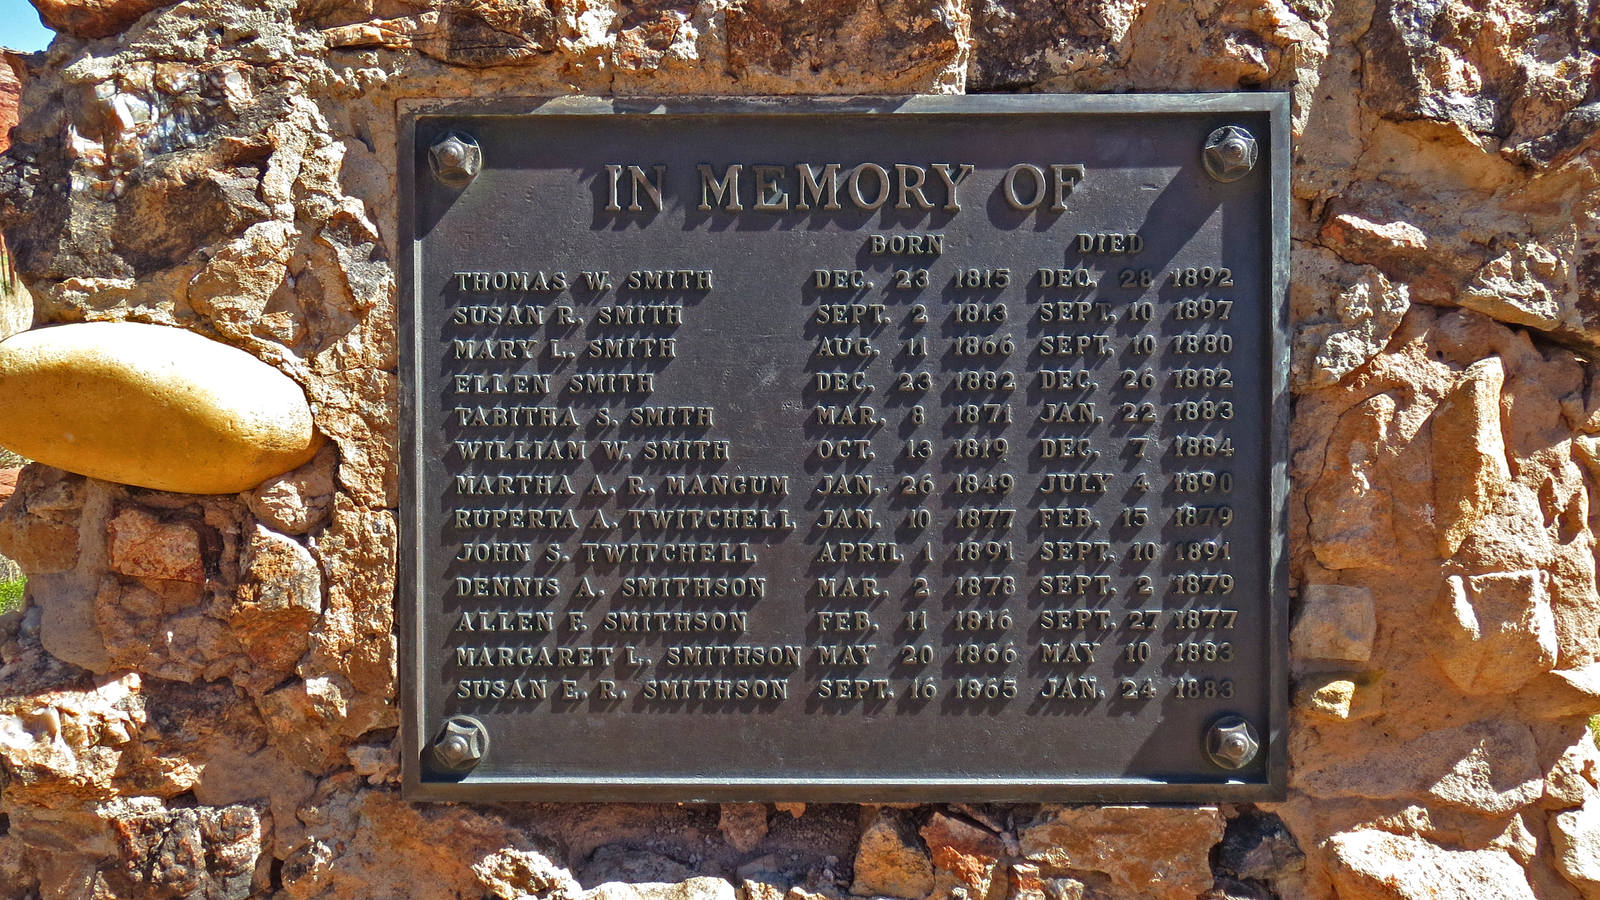 IN MEMORY OF
BORN DIED
THOMAS W. SMITH DEC. 23 1815 DEC. 28 1892
SUSAN R. SMITH SEPT. 2 1813 SEPT. 10 1897
MARY L. SMITH AUG. 11 1866 SEPT. 10 1880
ELLEN SMITH DEC. 23 1882 DEC. 26 1882
TABITHA S. SMITH MAR. 8 1871 JAN. 22 1883
WILLIAM W. SMITH OCT. 13 1819 DEC. 7 1884
MARTHA A. R. MANGUM JAN. 26 1849 JULY 4 1890
RUPERTA A. TWITCHELL JAN. 10 1877 FEB. 15 1879
JOHN S. TWITCHELL APRIL 1 1891 SEPT. 10 1891
DENNIS A. SMITHSON MAR. 2 1878 SEPT. 2 1879
ALLEN F. SMITHSON FEB. 11 1816 SEPT. 27 1877
MARGARET L. SMITHSON MAY 20 1866 MAY 10 1883
SUSAN E. R. SMITHSON SEPT. 16 1865 JAN. 24 1883